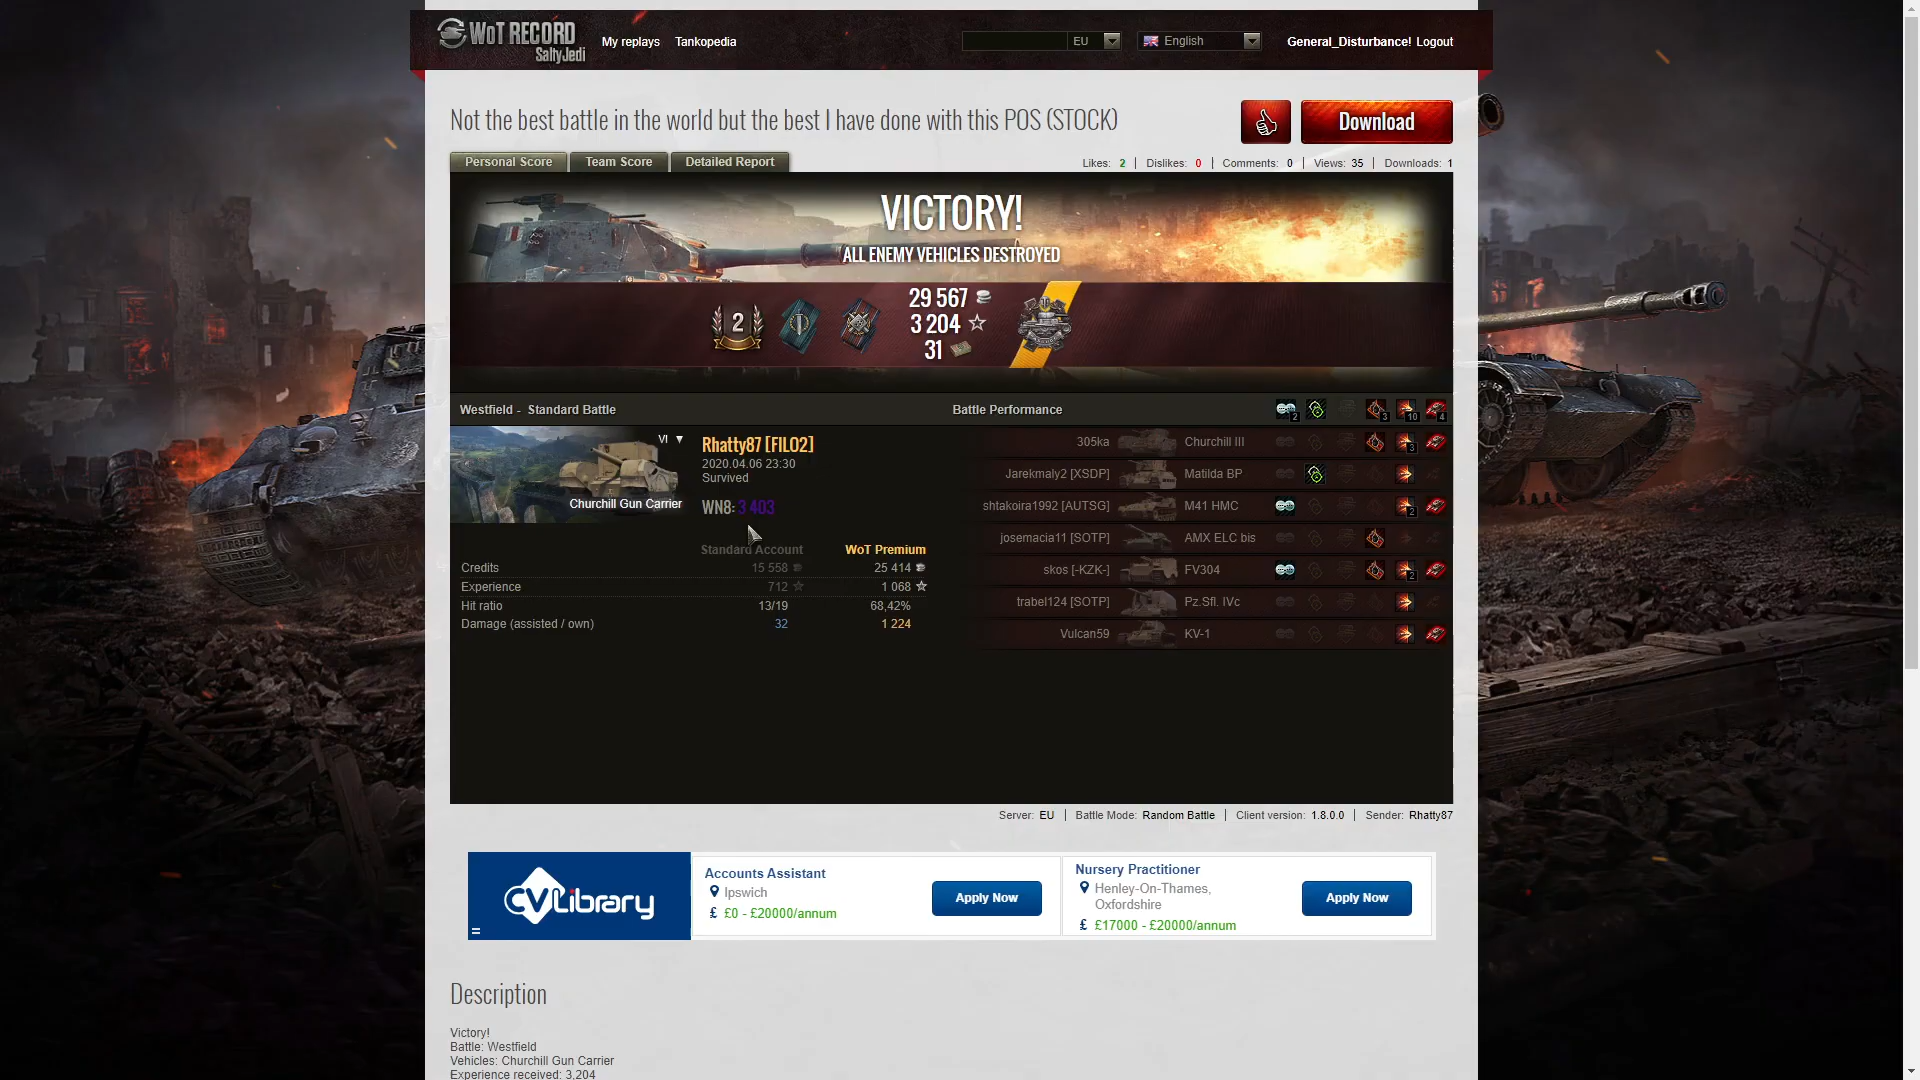 WoT RECORD
SaltyJedi
My replays
Tankopedia
EU
English
General_Disturbance! Logout
Not the best battle in the world but the best I have done with this POS (STOCK)
Download
Personal Score
Team Score
Detailed Report
Likes: 2 | Dislikes: 0 | Comments: 0 | Views: 35 | Downloads: 1
VICTORY!
ALL ENEMY VEHICLES DESTROYED
2
29 567
3 204
31
Westfield - Standard Battle
Battle Performance
2 3 10 4
VI ▼
Churchill Gun Carrier
Rhatty87 [FILO2]
2020.04.06 23:30
Survived
WN8: 3 403
Standard Account WoT Premium
Credits 15 558 25 414
Experience 712 1 068
Hit ratio 13/19 68,42%
Damage (assisted / own) 32 1 224
305ka Churchill III 3
Jarekmaly2 [XSDP] Matilda BP
shtakoira1992 [AUTSG] M41 HMC 2
josemacia11 [SOTP] AMX ELC bis
skos [-KZK-] FV304 2
trabel124 [SOTP] Pz.Sfl. IVc
Vulcan59 KV-1
Server: EU | Battle Mode: Random Battle | Client version: 1.8.0.0 | Sender: Rhatty87
CVLibrary
Accounts Assistant
Ipswich
£ £0 - £20000/annum
Apply Now
Nursery Practitioner
Henley-On-Thames,
Oxfordshire
£ £17000 - £20000/annum
Apply Now
Description
Victory!
Battle: Westfield
Vehicles: Churchill Gun Carrier
Experience received: 3,204